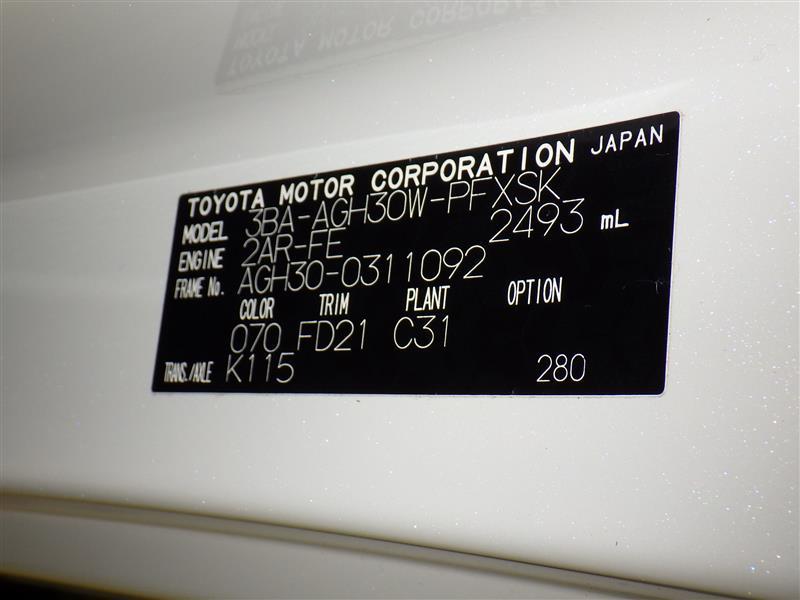 TOYOTA MOTOR CORPORATION JAPAN
MODEL 3BA-AGH30W-PFXSK
ENGINE 2AR-FE 2493 mL
FRAME No. AGH30-0311092
COLOR TRIM PLANT OPTION
070 FD21 C31
TRANS./AXLE K115 280